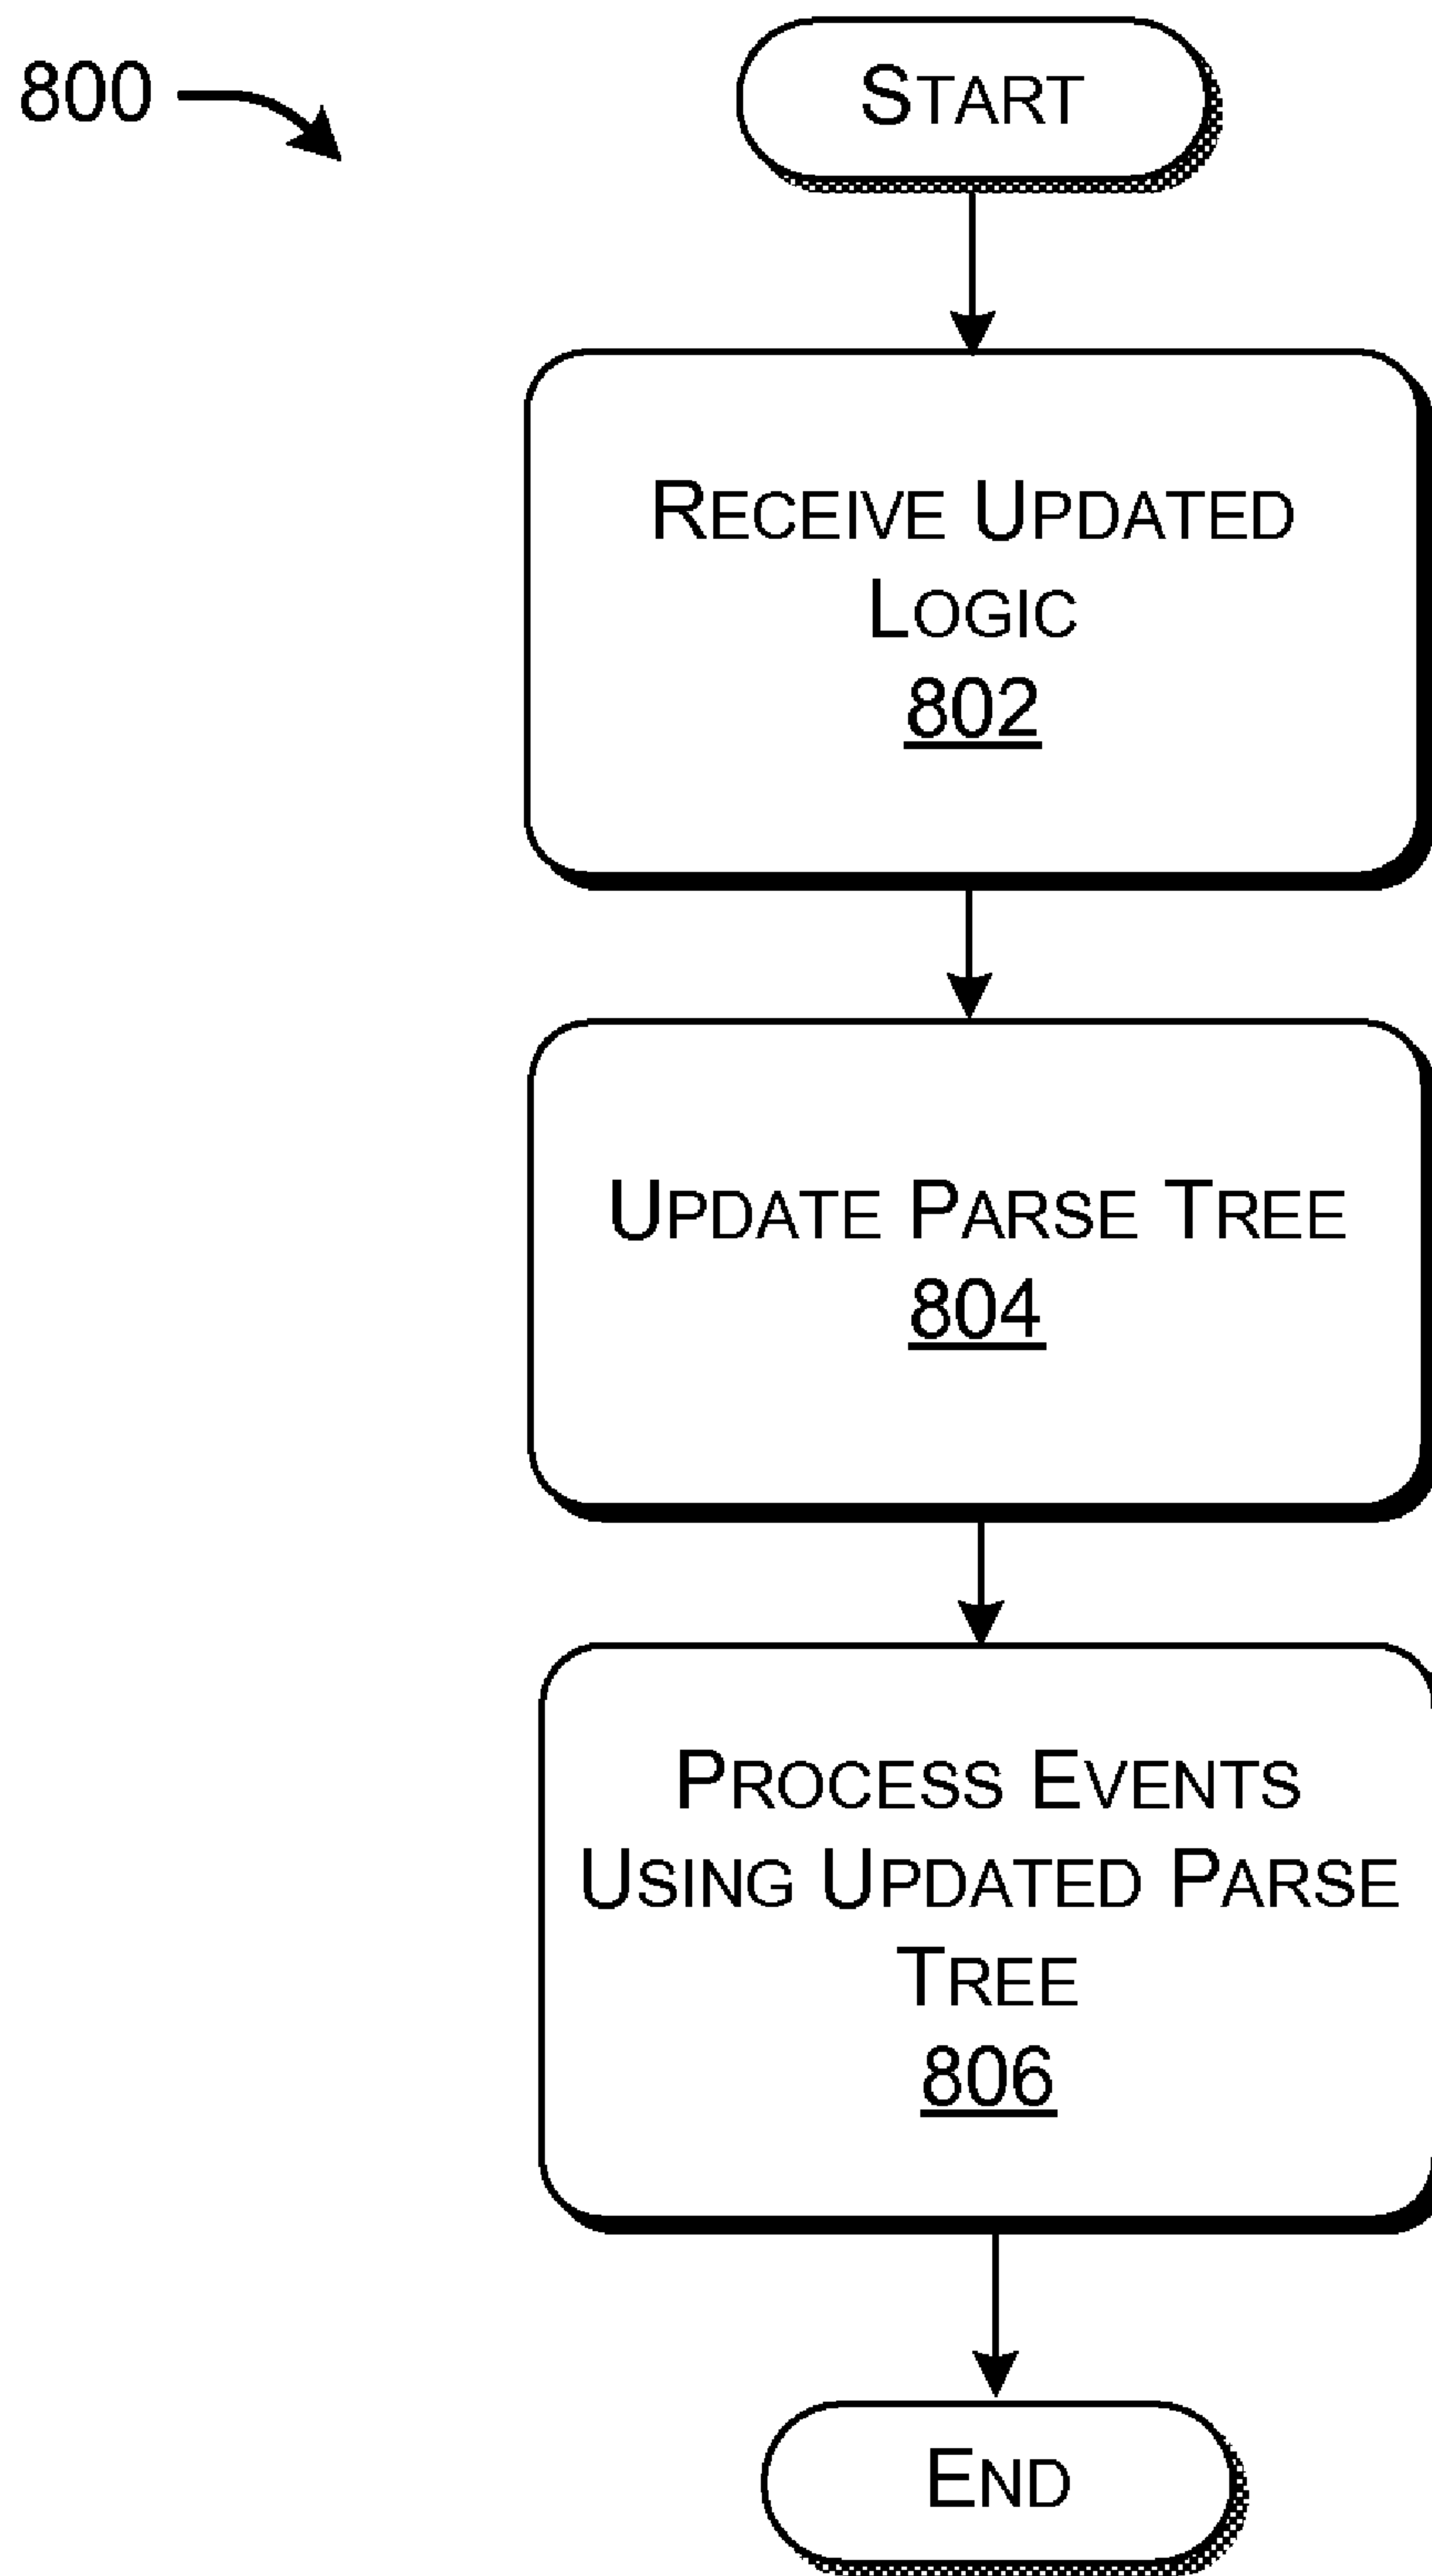 800
START
RECEIVE UPDATED
LOGIC
802
UPDATE PARSE TREE
804
PROCESS EVENTS
USING UPDATED PARSE
TREE
806
END